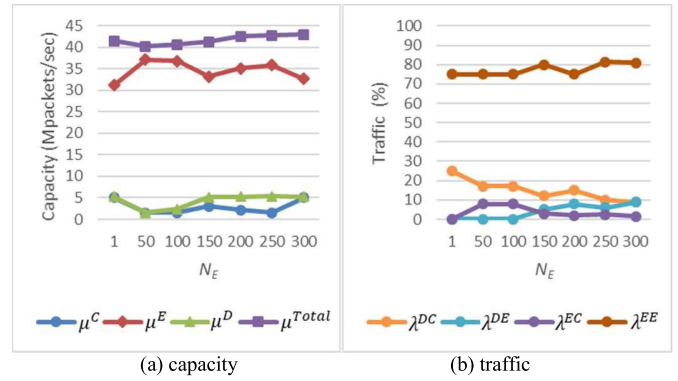 45
40
35
30
25
20
15
10
5
0
Capacity (Mpackets/sec)
1 50 100 150 200 250 300
N_E
μ^C μ^E μ^D μ^Total
(a) capacity
100
90
80
70
60
50
40
30
20
10
0
Traffic (%)
1 50 100 150 200 250 300
N_E
λ^DC λ^DE λ^EC λ^EE
(b) traffic